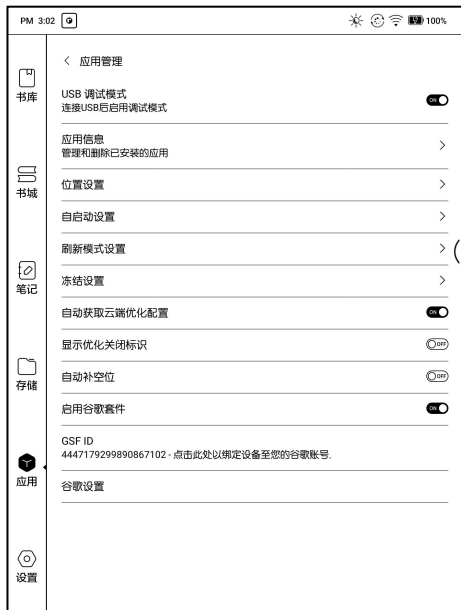 PM 3:02
100%
应用管理
USB 调试模式
连接USB后启用调试模式
ON
应用信息
管理和删除已安装的应用
位置设置
自启动设置
刷新模式设置
冻结设置
自动获取云端优化配置
ON
显示优化关闭标识
OFF
自动补空位
OFF
启用谷歌套件
ON
GSF ID
4447179299890867102 - 点击此处以绑定设备至您的谷歌账号.
谷歌设置
书库
书城
笔记
存储
应用
设置